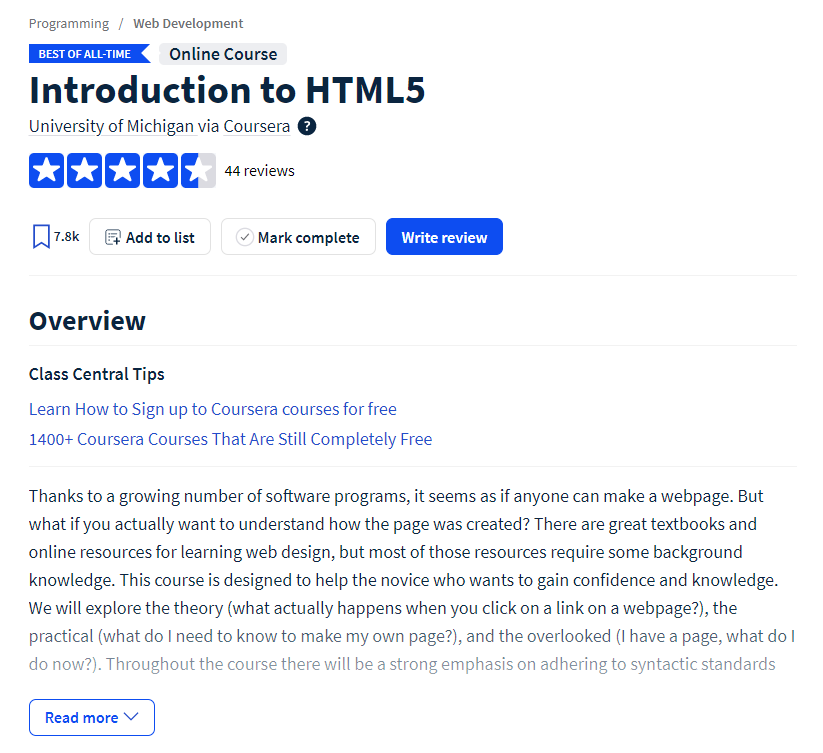 Programming / Web Development
BEST OF ALL-TIME Online Course
Introduction to HTML5
University of Michigan via Coursera ?
44 reviews
7.8k Add to list Mark complete Write review
Overview
Class Central Tips
Learn How to Sign up to Coursera courses for free
1400+ Coursera Courses That Are Still Completely Free
Thanks to a growing number of software programs, it seems as if anyone can make a webpage. But
what if you actually want to understand how the page was created? There are great textbooks and
online resources for learning web design, but most of those resources require some background
knowledge. This course is designed to help the novice who wants to gain confidence and knowledge.
We will explore the theory (what actually happens when you click on a link on a webpage?), the
practical (what do I need to know to make my own page?), and the overlooked (I have a page, what do I
do now?). Throughout the course there will be a strong emphasis on adhering to syntactic standards
Read more